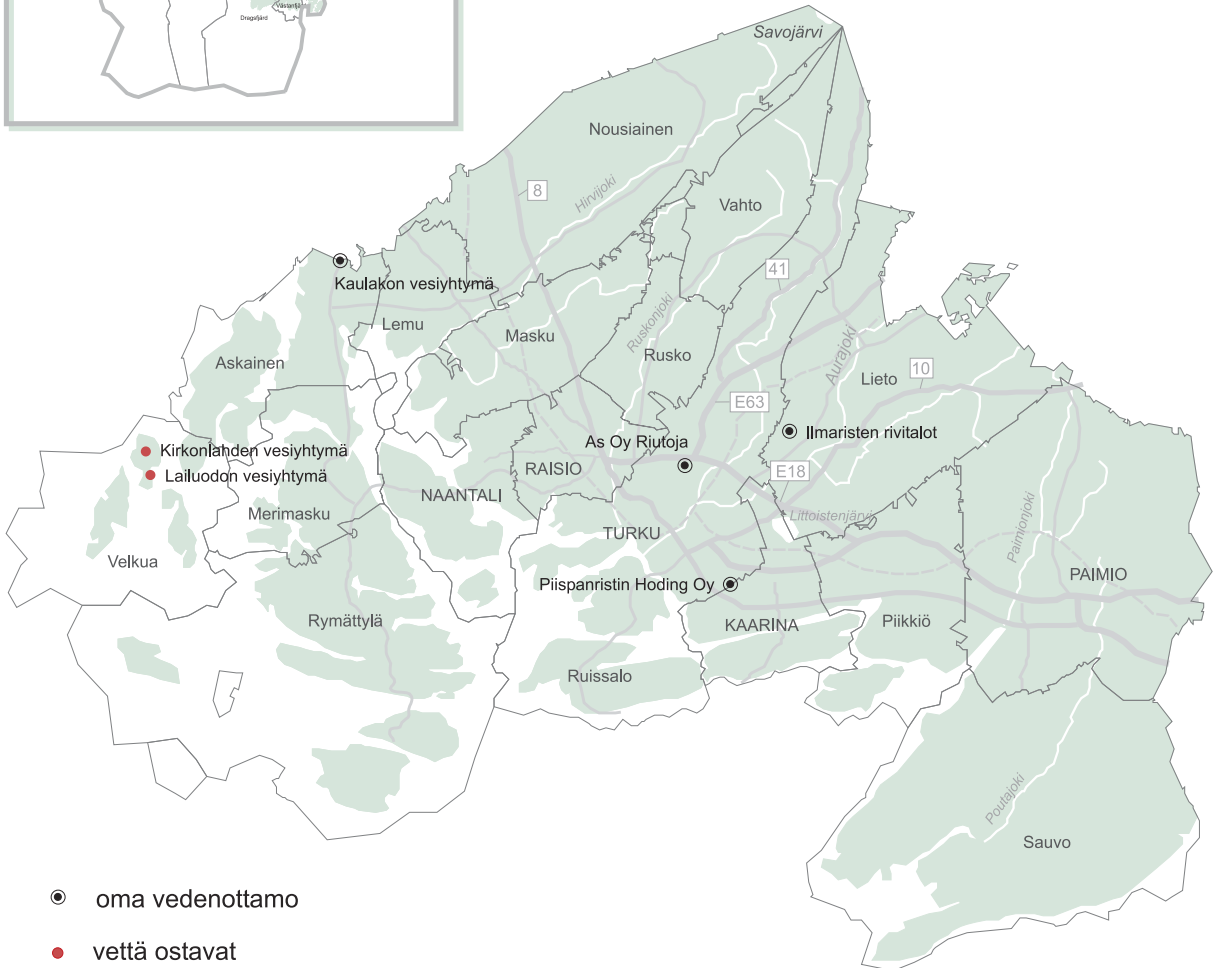 Västanfjä
Dragsfjärd
Savojärvi
Nousiainen
8
Hirvijoki
Vahto
41
Kaulakon vesiyhtymä
Lemu
Masku
Ruskonjoki
Rusko
Aurajoki
Askainen
Lieto
10
E63
As Oy Riutoja
Ilmaristen rivitalot
Kirkonlahden vesiyhtymä
RAISIO
E18
Lailuodon vesiyhtymä
NAANTALI
Merimasku
Littoistenjärvi
TURKU
Paimionjoki
Velkua
PAIMIO
Piispanristin Hoding Oy
Rymättylä
KAARINA
Piikkiö
Ruissalo
Poutajoki
Sauvo
oma vedenottamo
vettä ostavat